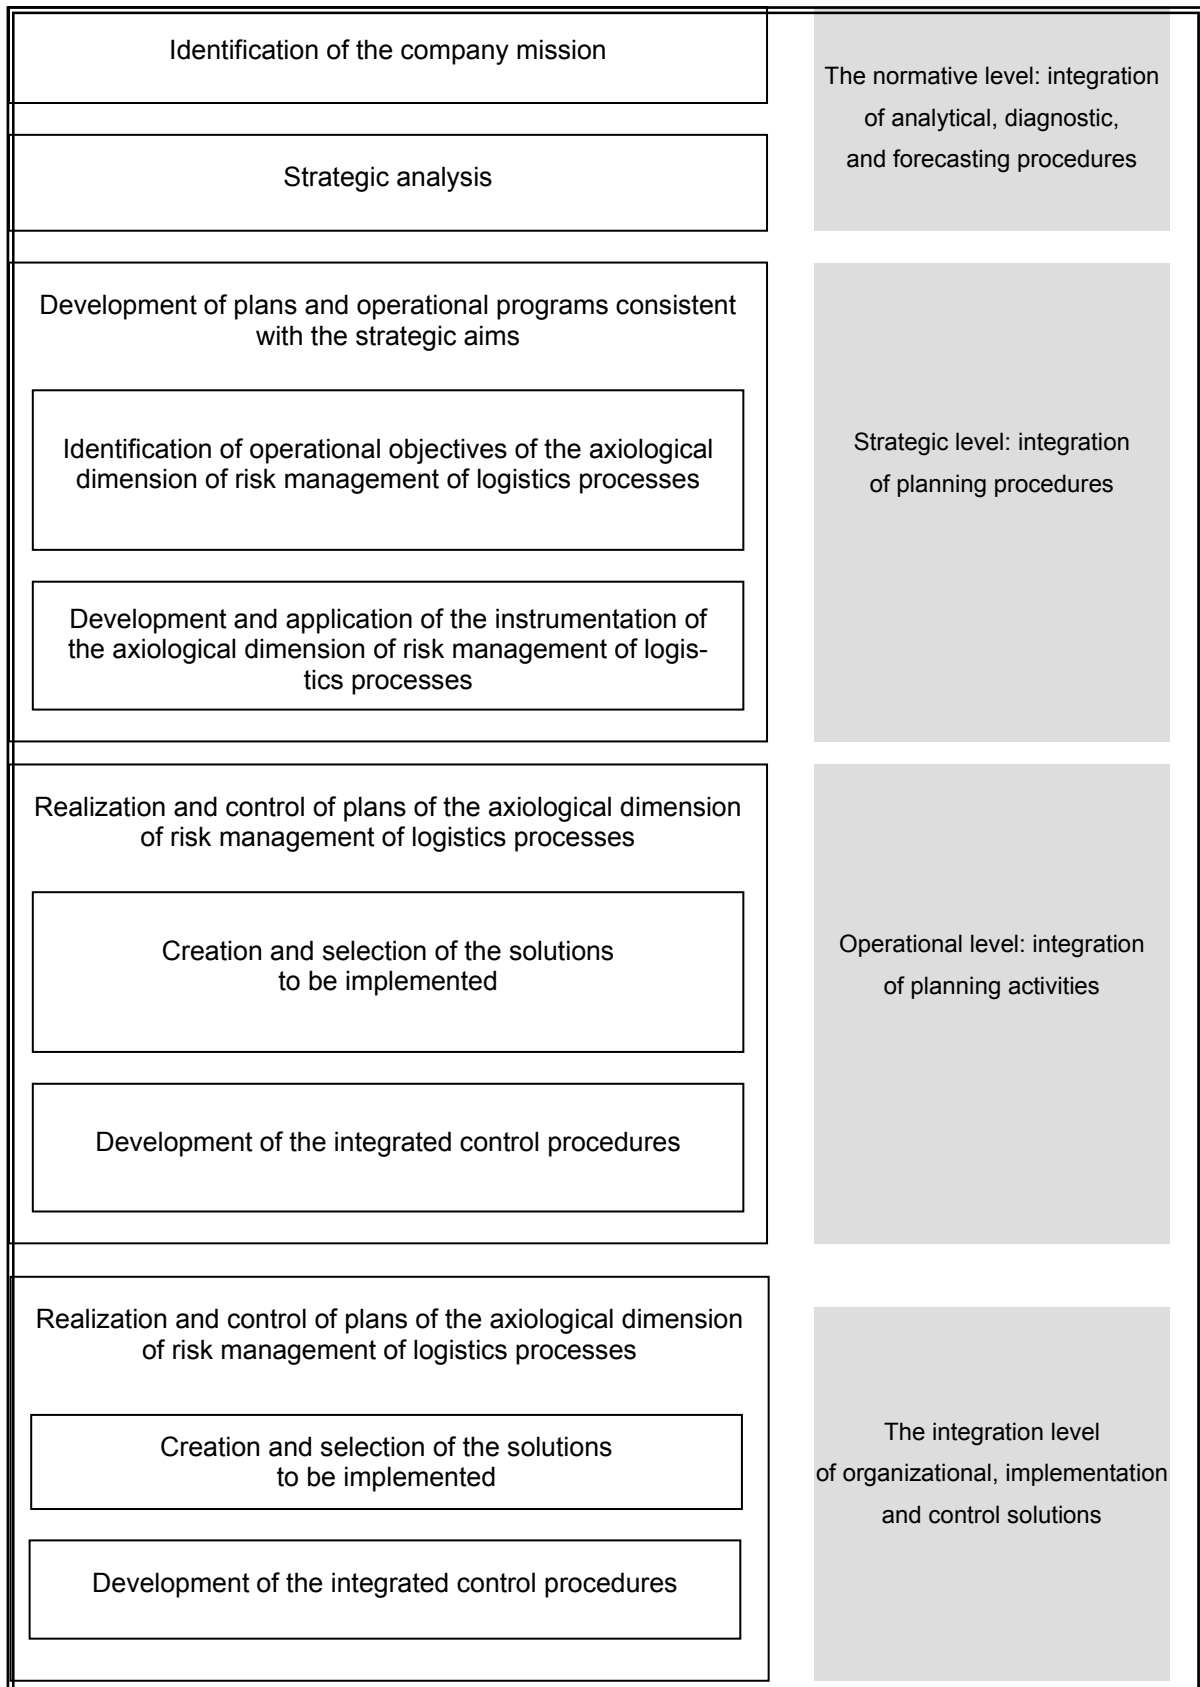 Identification of the company mission
The normative level: integration
of analytical, diagnostic,
and forecasting procedures
Strategic analysis
Development of plans and operational programs consistent
with the strategic aims
Identification of operational objectives of the axiological
dimension of risk management of logistics processes
Development and application of the instrumentation of
the axiological dimension of risk management of logis-
tics processes
Strategic level: integration
of planning procedures
Realization and control of plans of the axiological dimension
of risk management of logistics processes
Creation and selection of the solutions
to be implemented
Development of the integrated control procedures
Operational level: integration
of planning activities
Realization and control of plans of the axiological dimension
of risk management of logistics processes
Creation and selection of the solutions
to be implemented
Development of the integrated control procedures
The integration level
of organizational, implementation
and control solutions